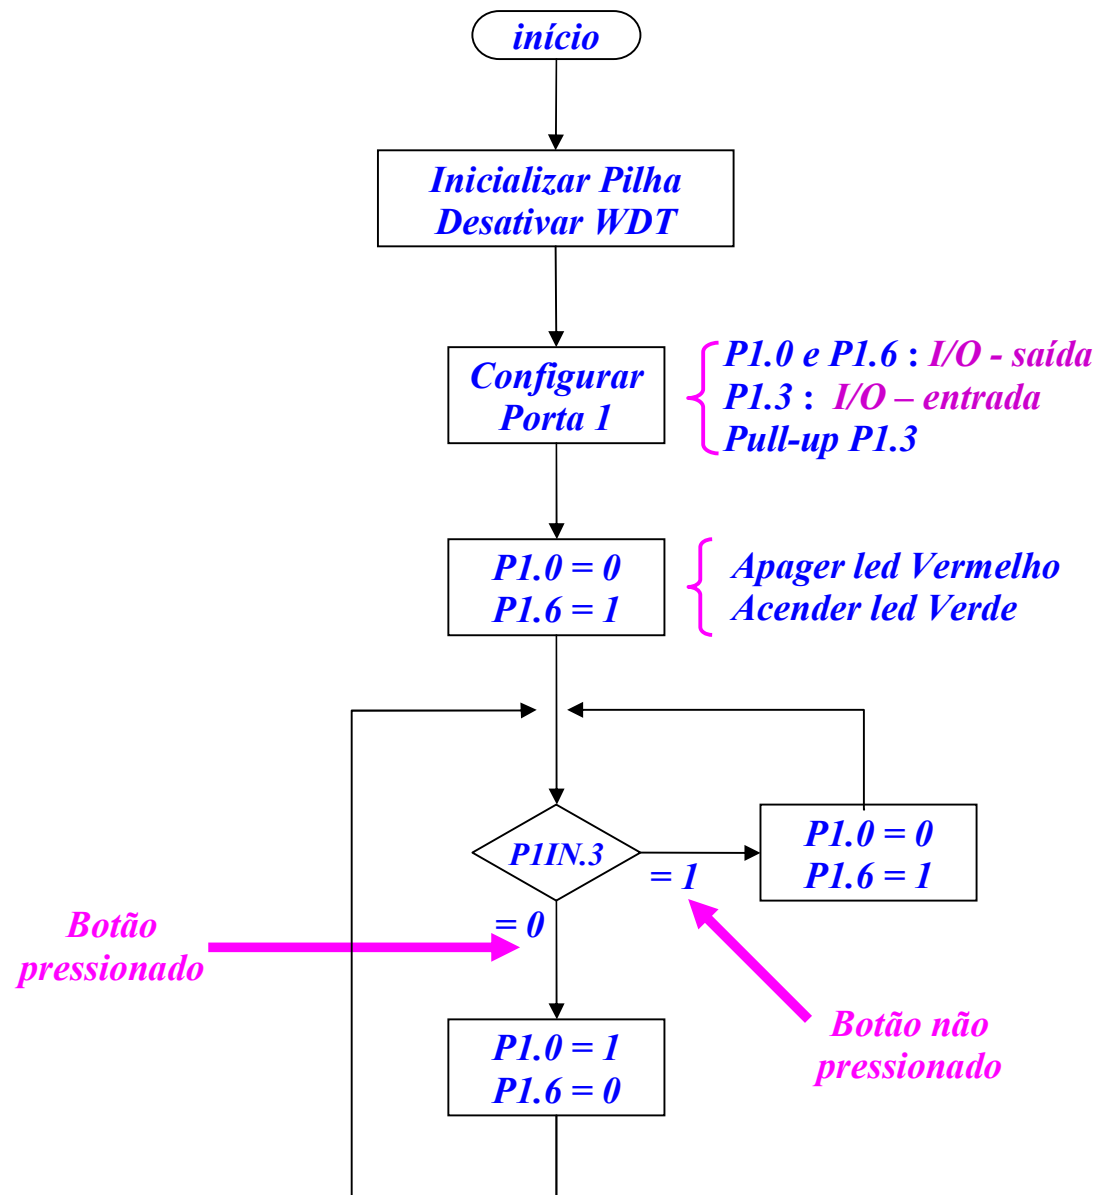 início
Inicializar Pilha
Desativar WDT
Configurar
Porta 1
P1.0 e P1.6 : I/O - saída
P1.3 : I/O – entrada
Pull-up P1.3
P1.0 = 0
P1.6 = 1
Apager led Vermelho
Acender led Verde
P1IN.3
= 1
P1.0 = 0
P1.6 = 1
= 0
Botão
pressionado
Botão não
pressionado
P1.0 = 1
P1.6 = 0